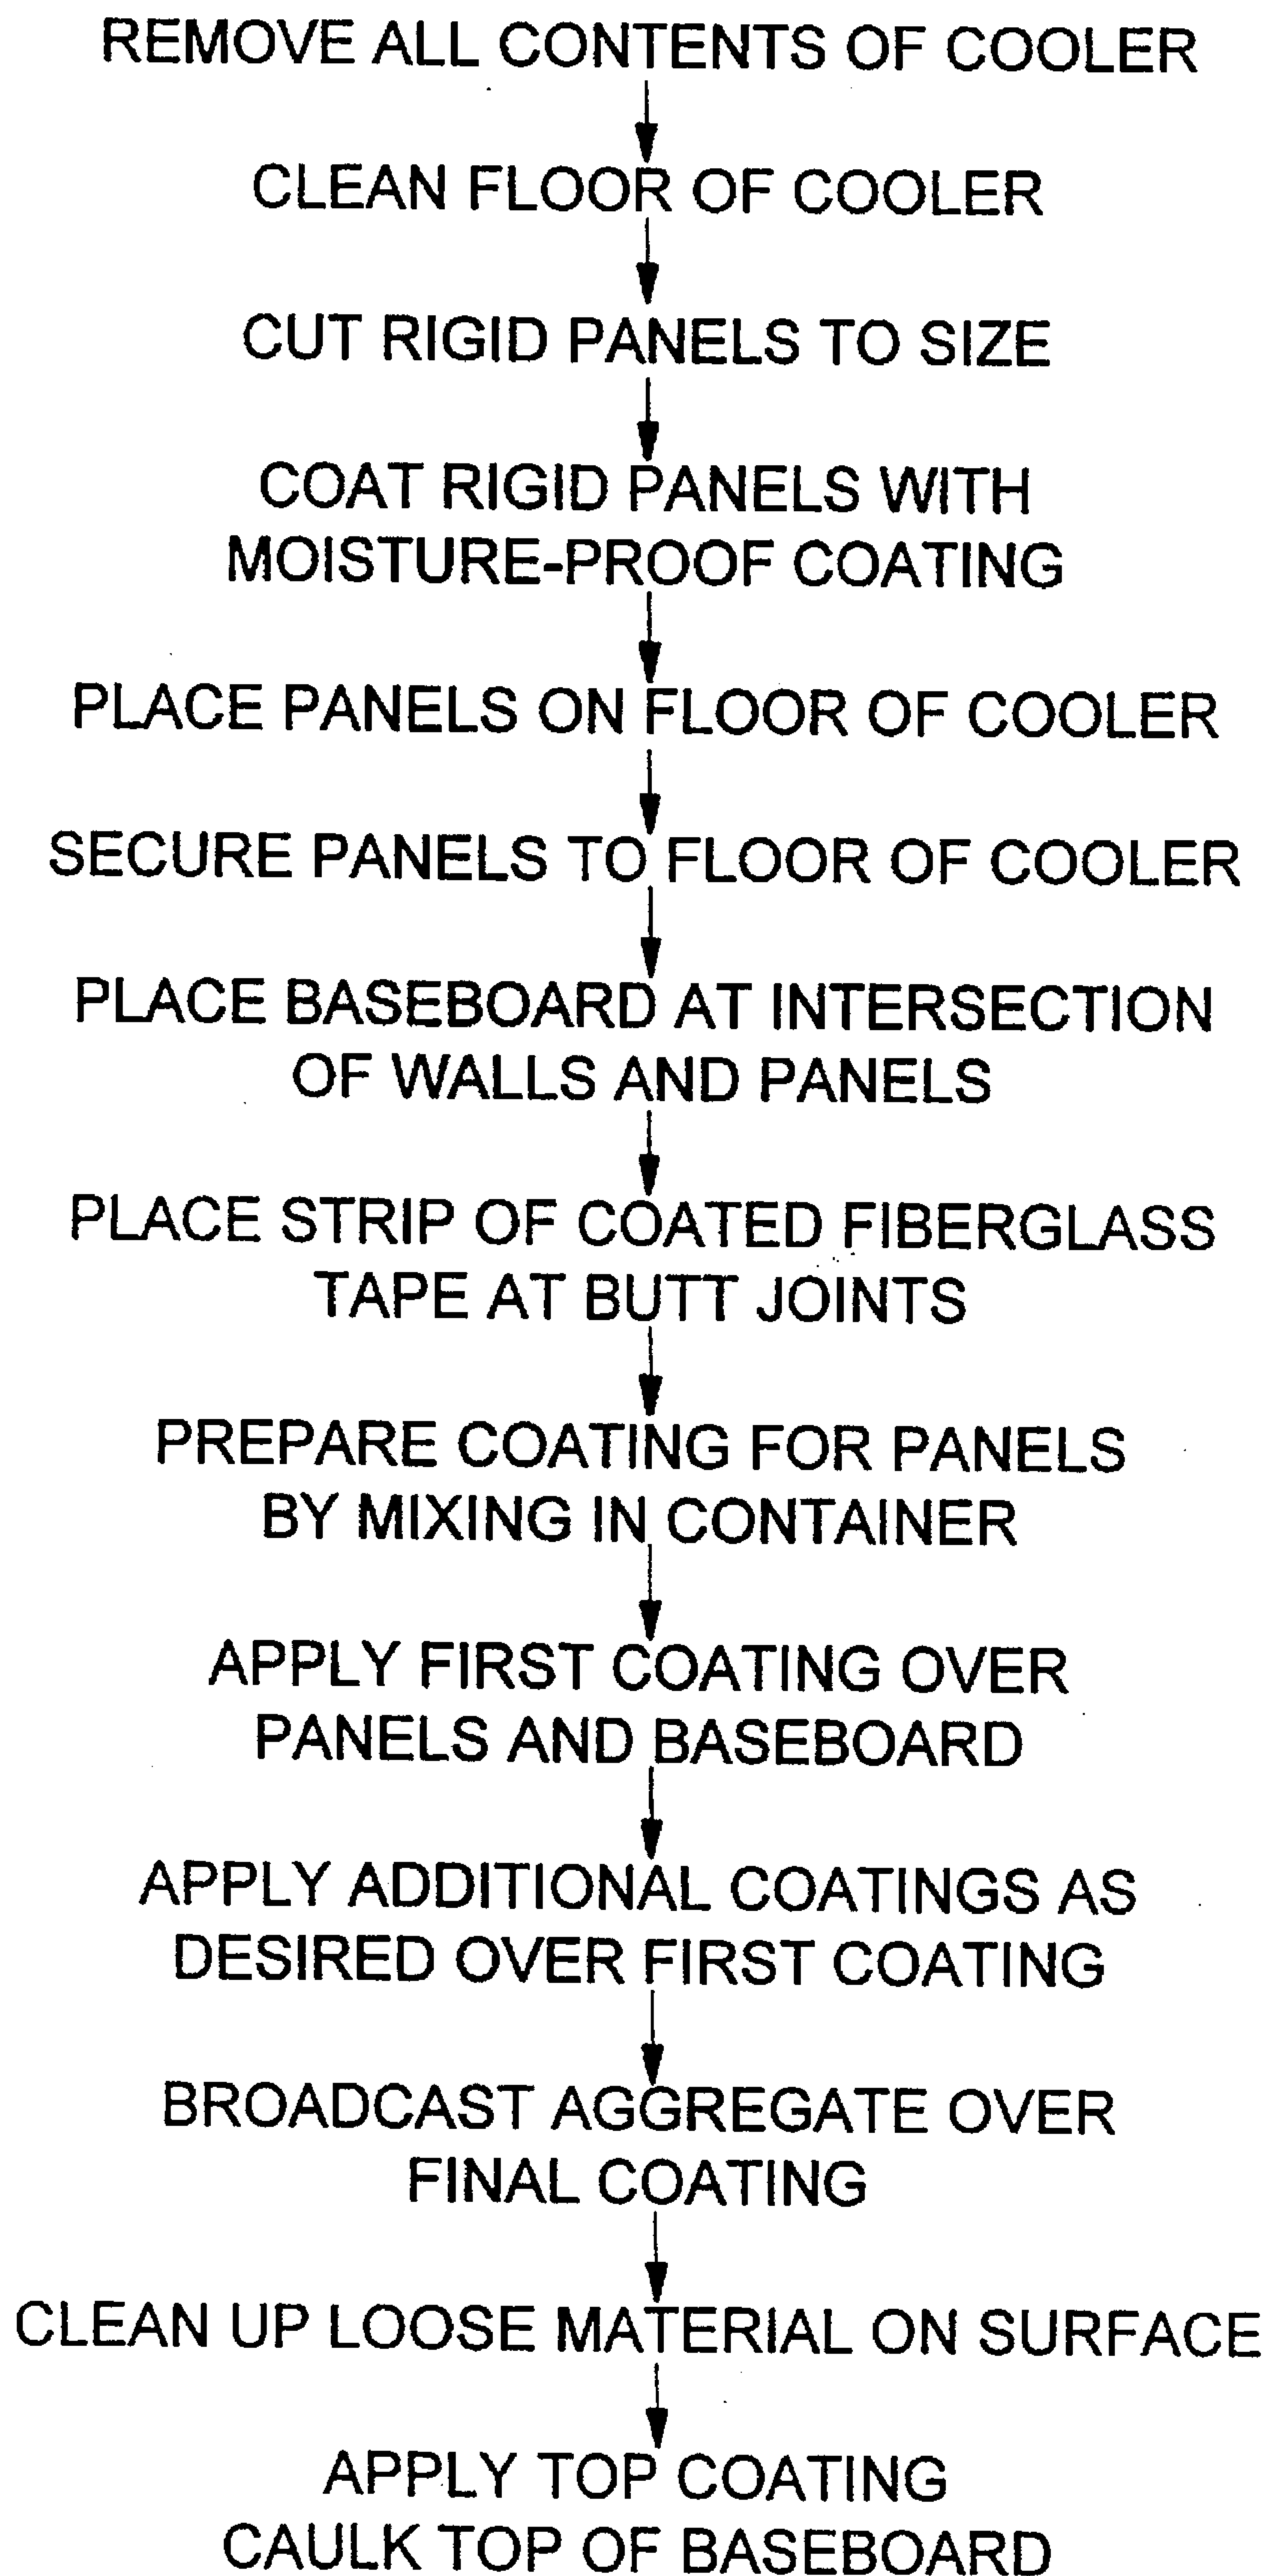 REMOVE ALL CONTENTS OF COOLER
CLEAN FLOOR OF COOLER
CUT RIGID PANELS TO SIZE
COAT RIGID PANELS WITH
MOISTURE-PROOF COATING
PLACE PANELS ON FLOOR OF COOLER
SECURE PANELS TO FLOOR OF COOLER
PLACE BASEBOARD AT INTERSECTION
OF WALLS AND PANELS
PLACE STRIP OF COATED FIBERGLASS
TAPE AT BUTT JOINTS
PREPARE COATING FOR PANELS
BY MIXING IN CONTAINER
APPLY FIRST COATING OVER
PANELS AND BASEBOARD
APPLY ADDITIONAL COATINGS AS
DESIRED OVER FIRST COATING
BROADCAST AGGREGATE OVER
FINAL COATING
CLEAN UP LOOSE MATERIAL ON SURFACE
APPLY TOP COATING
CAULK TOP OF BASEBOARD